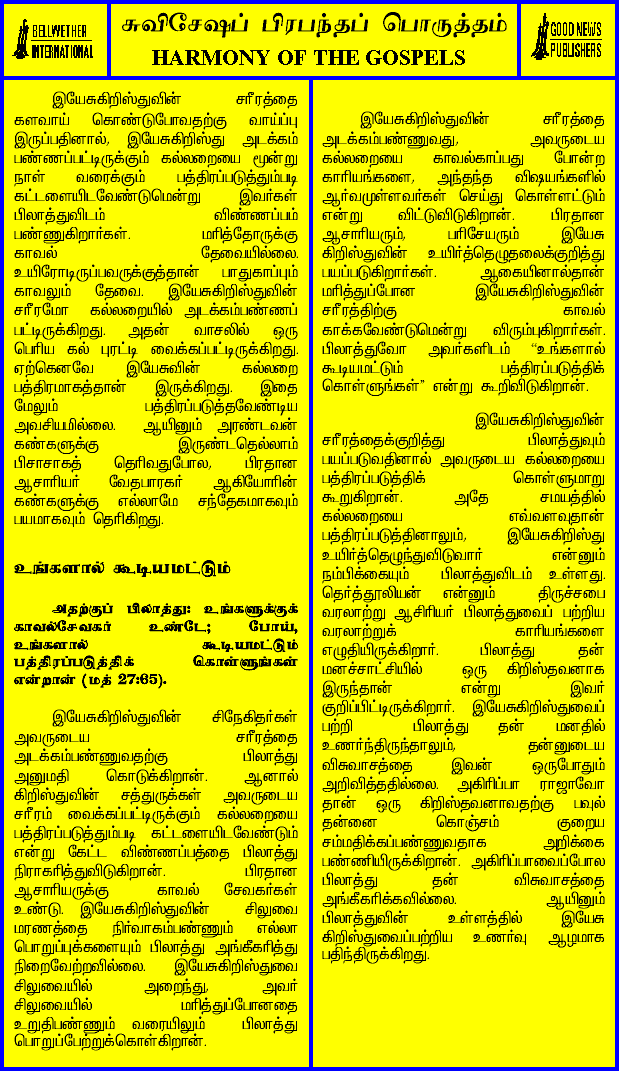 BELLWETHER
INTERNATIONAL
சுவிசேஷப் பிரபந்தப் பொருத்தம்
HARMONY OF THE GOSPELS
GOOD NEWS
PUBLISHERS
இயேசுகிறிஸ்துவின் சரீரத்தை
களவாய் கொண்டுபோவதற்கு வாய்ப்பு
இருப்பதினால், இயேசுகிறிஸ்து அடக்கம்
பண்ணப்பட்டிருக்கும் கல்லறையை மூன்று
நாள் வரைக்கும் பத்திரப்படுத்தும்படி
கட்டளையிடவேண்டுமென்று இவர்கள்
பிலாத்துவிடம் விண்ணப்பம்
பண்ணுகிறார்கள். மரித்தோருக்கு
காவல் தேவையில்லை.
உயிரோடிருப்பவருக்குத்தான் பாதுகாப்பும்
காவலும் தேவை. இயேசுகிறிஸ்துவின்
சரீரமோ கல்லறையில் அடக்கம்பண்ணப்
பட்டிருக்கிறது. அதன் வாசலில் ஒரு
பெரிய கல் புரட்டி வைக்கப்பட்டிருக்கிறது.
ஏற்கெனவே இயேசுவின் கல்லறை
பத்திரமாகத்தான் இருக்கிறது. இதை
மேலும் பத்திரப்படுத்தவேண்டிய
அவசியமில்லை. ஆயினும் அரண்டவன்
கண்களுக்கு இருண்டதெல்லாம்
பிசாசாகத் தெரிவதுபோல, பிரதான
ஆசாரியர் வேதபாரகர் ஆகியோரின்
கண்களுக்கு எல்லாமே சந்தேகமாகவும்
பயமாகவும் தெரிகிறது.
உங்களால் கூடியமட்டும்
அதற்குப் பிலாத்து: உங்களுக்குக்
காவல்சேவகர் உண்டே; போய்,
உங்களால் கூடியமட்டும்
பத்திரப்படுத்திக் கொள்ளுங்கள்
என்றான் (மத் 27:65).
இயேசுகிறிஸ்துவின் சிநேகிதர்கள்
அவருடைய சரீரத்தை
அடக்கம்பண்ணுவதற்கு பிலாத்து
அனுமதி கொடுக்கிறான். ஆனால்
கிறிஸ்துவின் சத்துருக்கள் அவருடைய
சரீரம் வைக்கப்பட்டிருக்கும் கல்லறையை
பத்திரப்படுத்தும்படி கட்டளையிடவேண்டும்
என்று கேட்ட விண்ணப்பத்தை பிலாத்து
நிராகரித்துவிடுகிறான். பிரதான
ஆசாரியருக்கு காவல் சேவகர்கள்
உண்டு. இயேசுகிறிஸ்துவின் சிலுவை
மரணத்தை நிர்வாகம்பண்ணும் எல்லா
பொறுப்புக்களையும் பிலாத்து அங்கீகரித்து
நிறைவேற்றவில்லை. இயேசுகிறிஸ்துவை
சிலுவையில் அறைந்து, அவர்
சிலுவையில் மரித்துப்போனதை
உறுதிபண்ணும் வரையிலும் பிலாத்து
பொறுப்பேற்றுக்கொள்கிறான்.
இயேசுகிறிஸ்துவின் சரீரத்தை
அடக்கம்பண்ணுவது, அவருடைய
கல்லறையை காவல்காப்பது போன்ற
காரியங்களை, அந்தந்த விஷயங்களில்
ஆர்வமுள்ளவர்கள் செய்து கொள்ளட்டும்
என்று விட்டுவிடுகிறான். பிரதான
ஆசாரியரும், பரிசேயரும் இயேசு
கிறிஸ்துவின் உயிர்த்தெழுதலைக்குறித்து
பயப்படுகிறார்கள். ஆகையினால்தான்
மரித்துப்போன இயேசுகிறிஸ்துவின்
சரீரத்திற்கு காவல்
காக்கவேண்டுமென்று விரும்புகிறார்கள்.
பிலாத்துவோ அவர்களிடம் “உங்களால்
கூடியமட்டும் பத்திரப்படுத்திக்
கொள்ளுங்கள்” என்று கூறிவிடுகிறான்.
இயேசுகிறிஸ்துவின்
சரீரத்தைக்குறித்து பிலாத்துவும்
பயப்படுவதினால் அவருடைய கல்லறையை
பத்திரப்படுத்திக் கொள்ளுமாறு
கூறுகிறான். அதே சமயத்தில்
கல்லறையை எவ்வளவுதான்
பத்திரப்படுத்தினாலும், இயேசுகிறிஸ்து
உயிர்த்தெழுந்துவிடுவார் என்னும்
நம்பிக்கையும் பிலாத்துவிடம் உள்ளது.
தெர்த்தூலியன் என்னும் திருச்சபை
வரலாற்று ஆசிரியர் பிலாத்துவைப் பற்றிய
வரலாற்றுக் காரியங்களை
எழுதியிருக்கிறார். பிலாத்து தன்
மனச்சாட்சியில் ஒரு கிறிஸ்தவனாக
இருந்தான் என்று இவர்
குறிப்பிட்டிருக்கிறார். இயேசுகிறிஸ்துவைப்
பற்றி பிலாத்து தன் மனதில்
உணர்ந்திருந்தாலும், தன்னுடைய
விசுவாசத்தை இவன் ஒருபோதும்
அறிவித்ததில்லை. அகிரிப்பா ராஜாவோ
தான் ஒரு கிறிஸ்தவனாவதற்கு பவுல்
தன்னை கொஞ்சம் குறைய
சம்மதிக்கப்பண்ணுவதாக அறிக்கை
பண்ணியிருக்கிறான். அகிரிப்பாவைப்போல
பிலாத்து தன் விசுவாசத்தை
அங்கீகரிக்கவில்லை. ஆயினும்
பிலாத்துவின் உள்ளத்தில் இயேசு
கிறிஸ்துவைப்பற்றிய உணர்வு ஆழமாக
பதிந்திருக்கிறது.